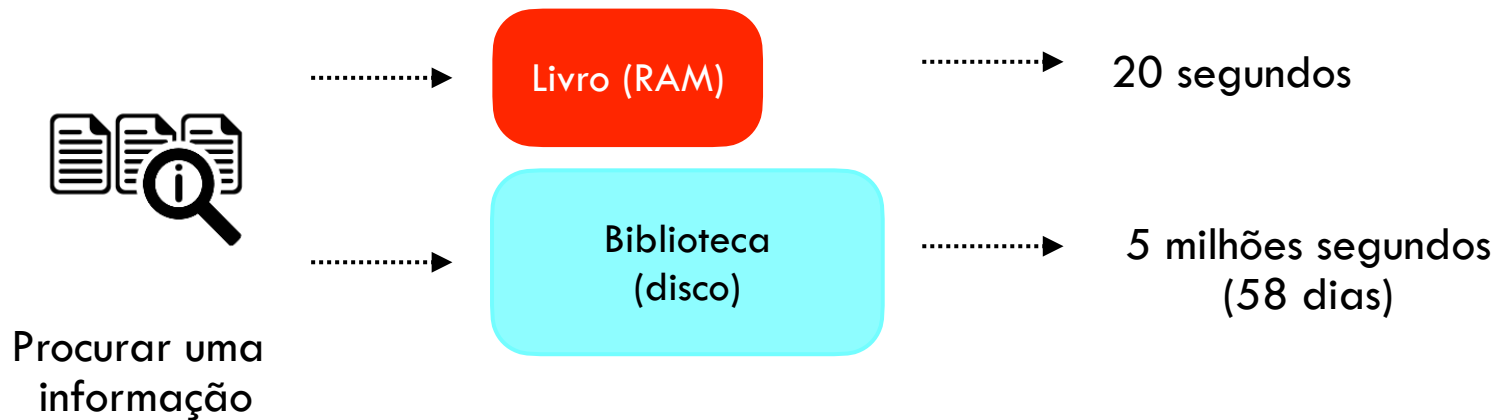 Livro (RAM)
20 segundos
i
Biblioteca
(disco)
5 milhões segundos
(58 dias)
Procurar uma
informação